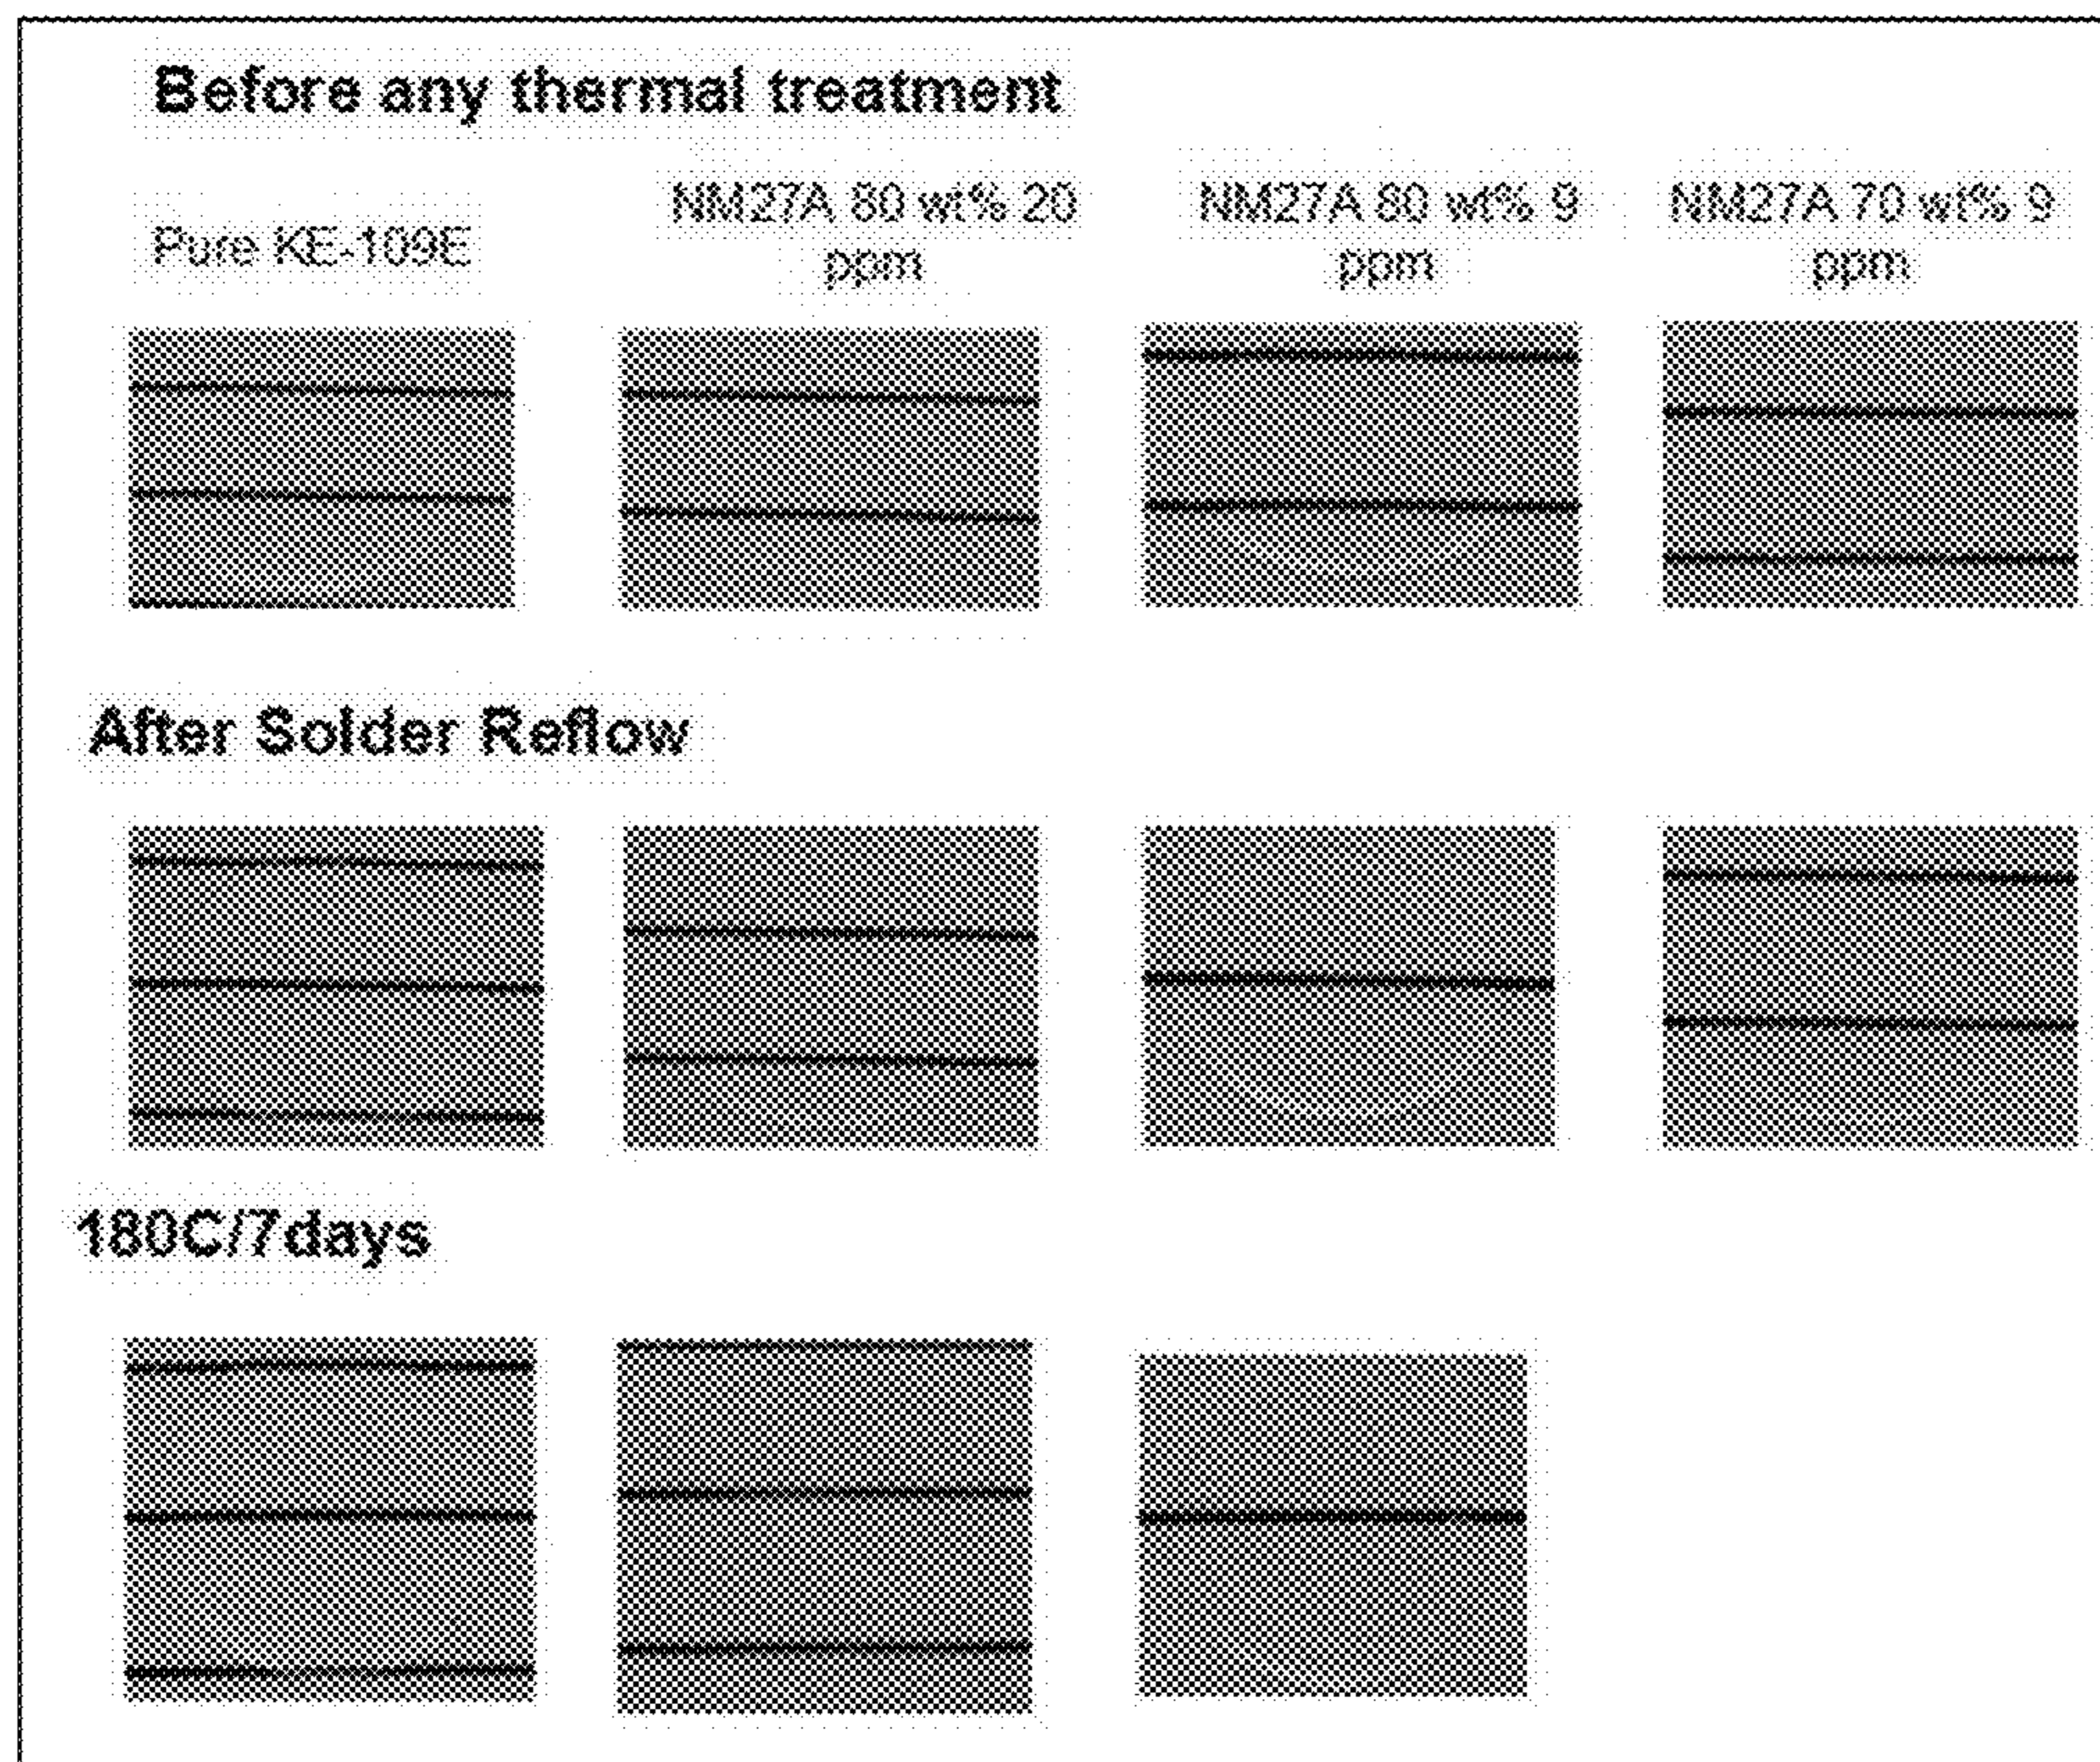 Before any thermal treatment
Pure KE-109E
NM27A 80 wt% 20
ppm
NM27A 80 wt% 9
ppm
NM27A 70 wt% 9
ppm
After Solder Reflow
180C/7days